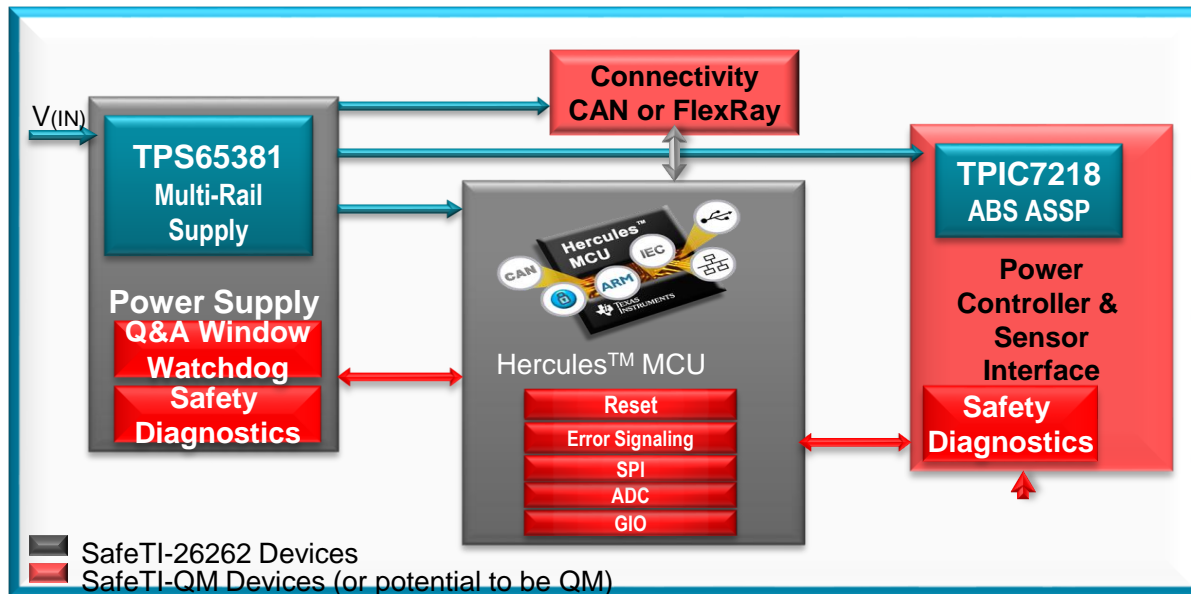 V(IN)
TPS65381
Multi-Rail
Supply
Power Supply
Q&A Window
Watchdog
Safety
Diagnostics
Connectivity
CAN or FlexRay
Hercules™
MCU
CAN
ARM
IEC
TEXAS
INSTRUMENTS
Hercules™ MCU
Reset
Error Signaling
SPI
ADC
GIO
TPIC7218
ABS ASSP
Power
Controller &
Sensor
Interface
Safety
Diagnostics
SafeTI-26262 Devices
SafeTI-QM Devices (or potential to be QM)